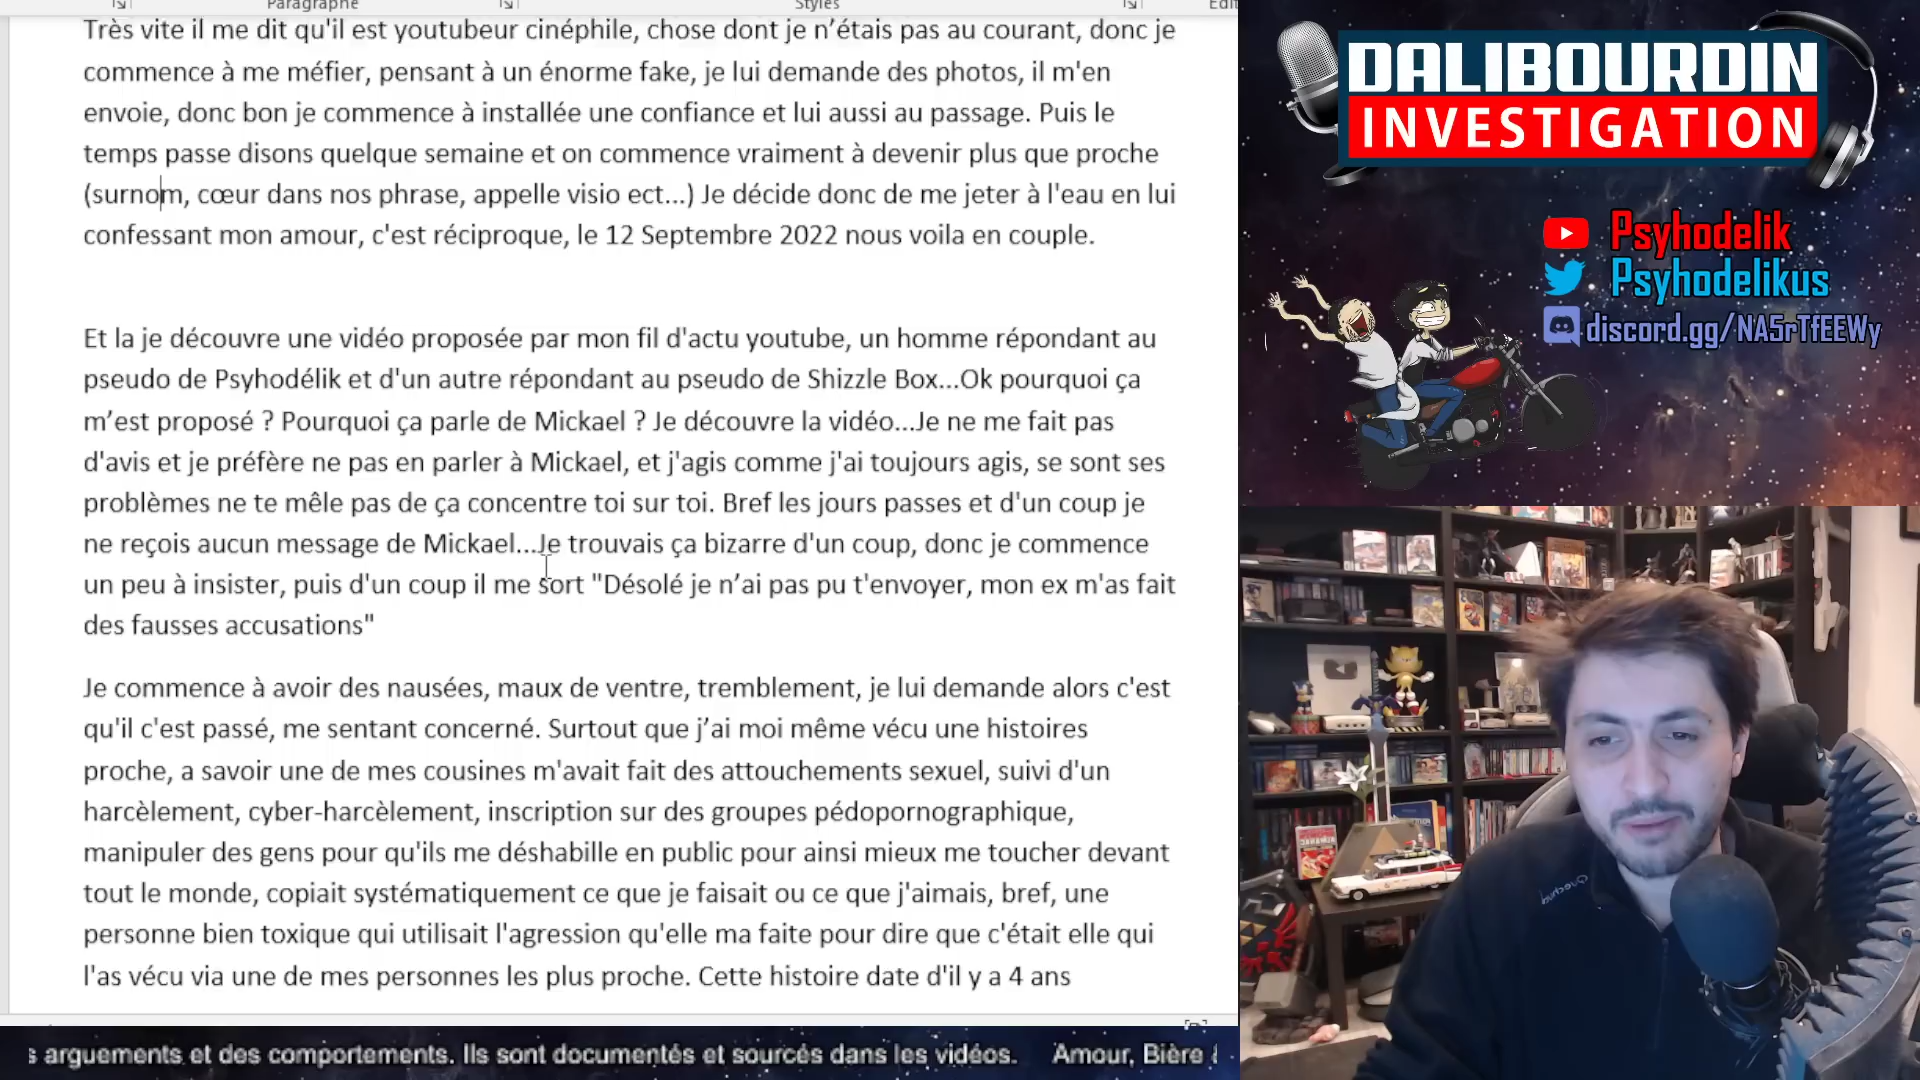 Paragraphe
Styles
Edit
Très vite il me dit qu'il est youtubeur cinéphile, chose dont je n’étais pas au courant, donc je
commence à me méfier, pensant à un énorme fake, je lui demande des photos, il m'en
envoie, donc bon je commence à installée une confiance et lui aussi au passage. Puis le
temps passe disons quelque semaine et on commence vraiment à devenir plus que proche
(surnom, cœur dans nos phrase, appelle visio ect...) Je décide donc de me jeter à l'eau en lui
confessant mon amour, c'est réciproque, le 12 Septembre 2022 nous voila en couple.
Et la je découvre une vidéo proposée par mon fil d'actu youtube, un homme répondant au
pseudo de Psyhodélik et d'un autre répondant au pseudo de Shizzle Box...Ok pourquoi ça
m’est proposé ? Pourquoi ça parle de Mickael ? Je découvre la vidéo...Je ne me fait pas
d'avis et je préfère ne pas en parler à Mickael, et j'agis comme j'ai toujours agis, se sont ses
problèmes ne te mêle pas de ça concentre toi sur toi. Bref les jours passes et d'un coup je
ne reçois aucun message de Mickael...Je trouvais ça bizarre d'un coup, donc je commence
un peu à insister, puis d'un coup il me sort "Désolé je n’ai pas pu t'envoyer, mon ex m'as fait
des fausses accusations"
Je commence à avoir des nausées, maux de ventre, tremblement, je lui demande alors c'est
qu'il c'est passé, me sentant concerné. Surtout que j’ai moi même vécu une histoires
proche, a savoir une de mes cousines m'avait fait des attouchements sexuel, suivi d'un
harcèlement, cyber-harcèlement, inscription sur des groupes pédopornographique,
manipuler des gens pour qu'ils me déshabille en public pour ainsi mieux me toucher devant
tout le monde, copiait systématiquement ce que je faisait ou ce que j'aimais, bref, une
personne bien toxique qui utilisait l'agression qu'elle ma faite pour dire que c'était elle qui
l'as vécu via une de mes personnes les plus proche. Cette histoire date d'il y a 4 ans
DALIBOURDIN
INVESTIGATION
Psyhodelik
Psyhodelikus
discord.gg/NA5rTfEEWy
Quechua
s arguements et des comportements. Ils sont documentés et sourcés dans les vidéos. Amour, Bière &